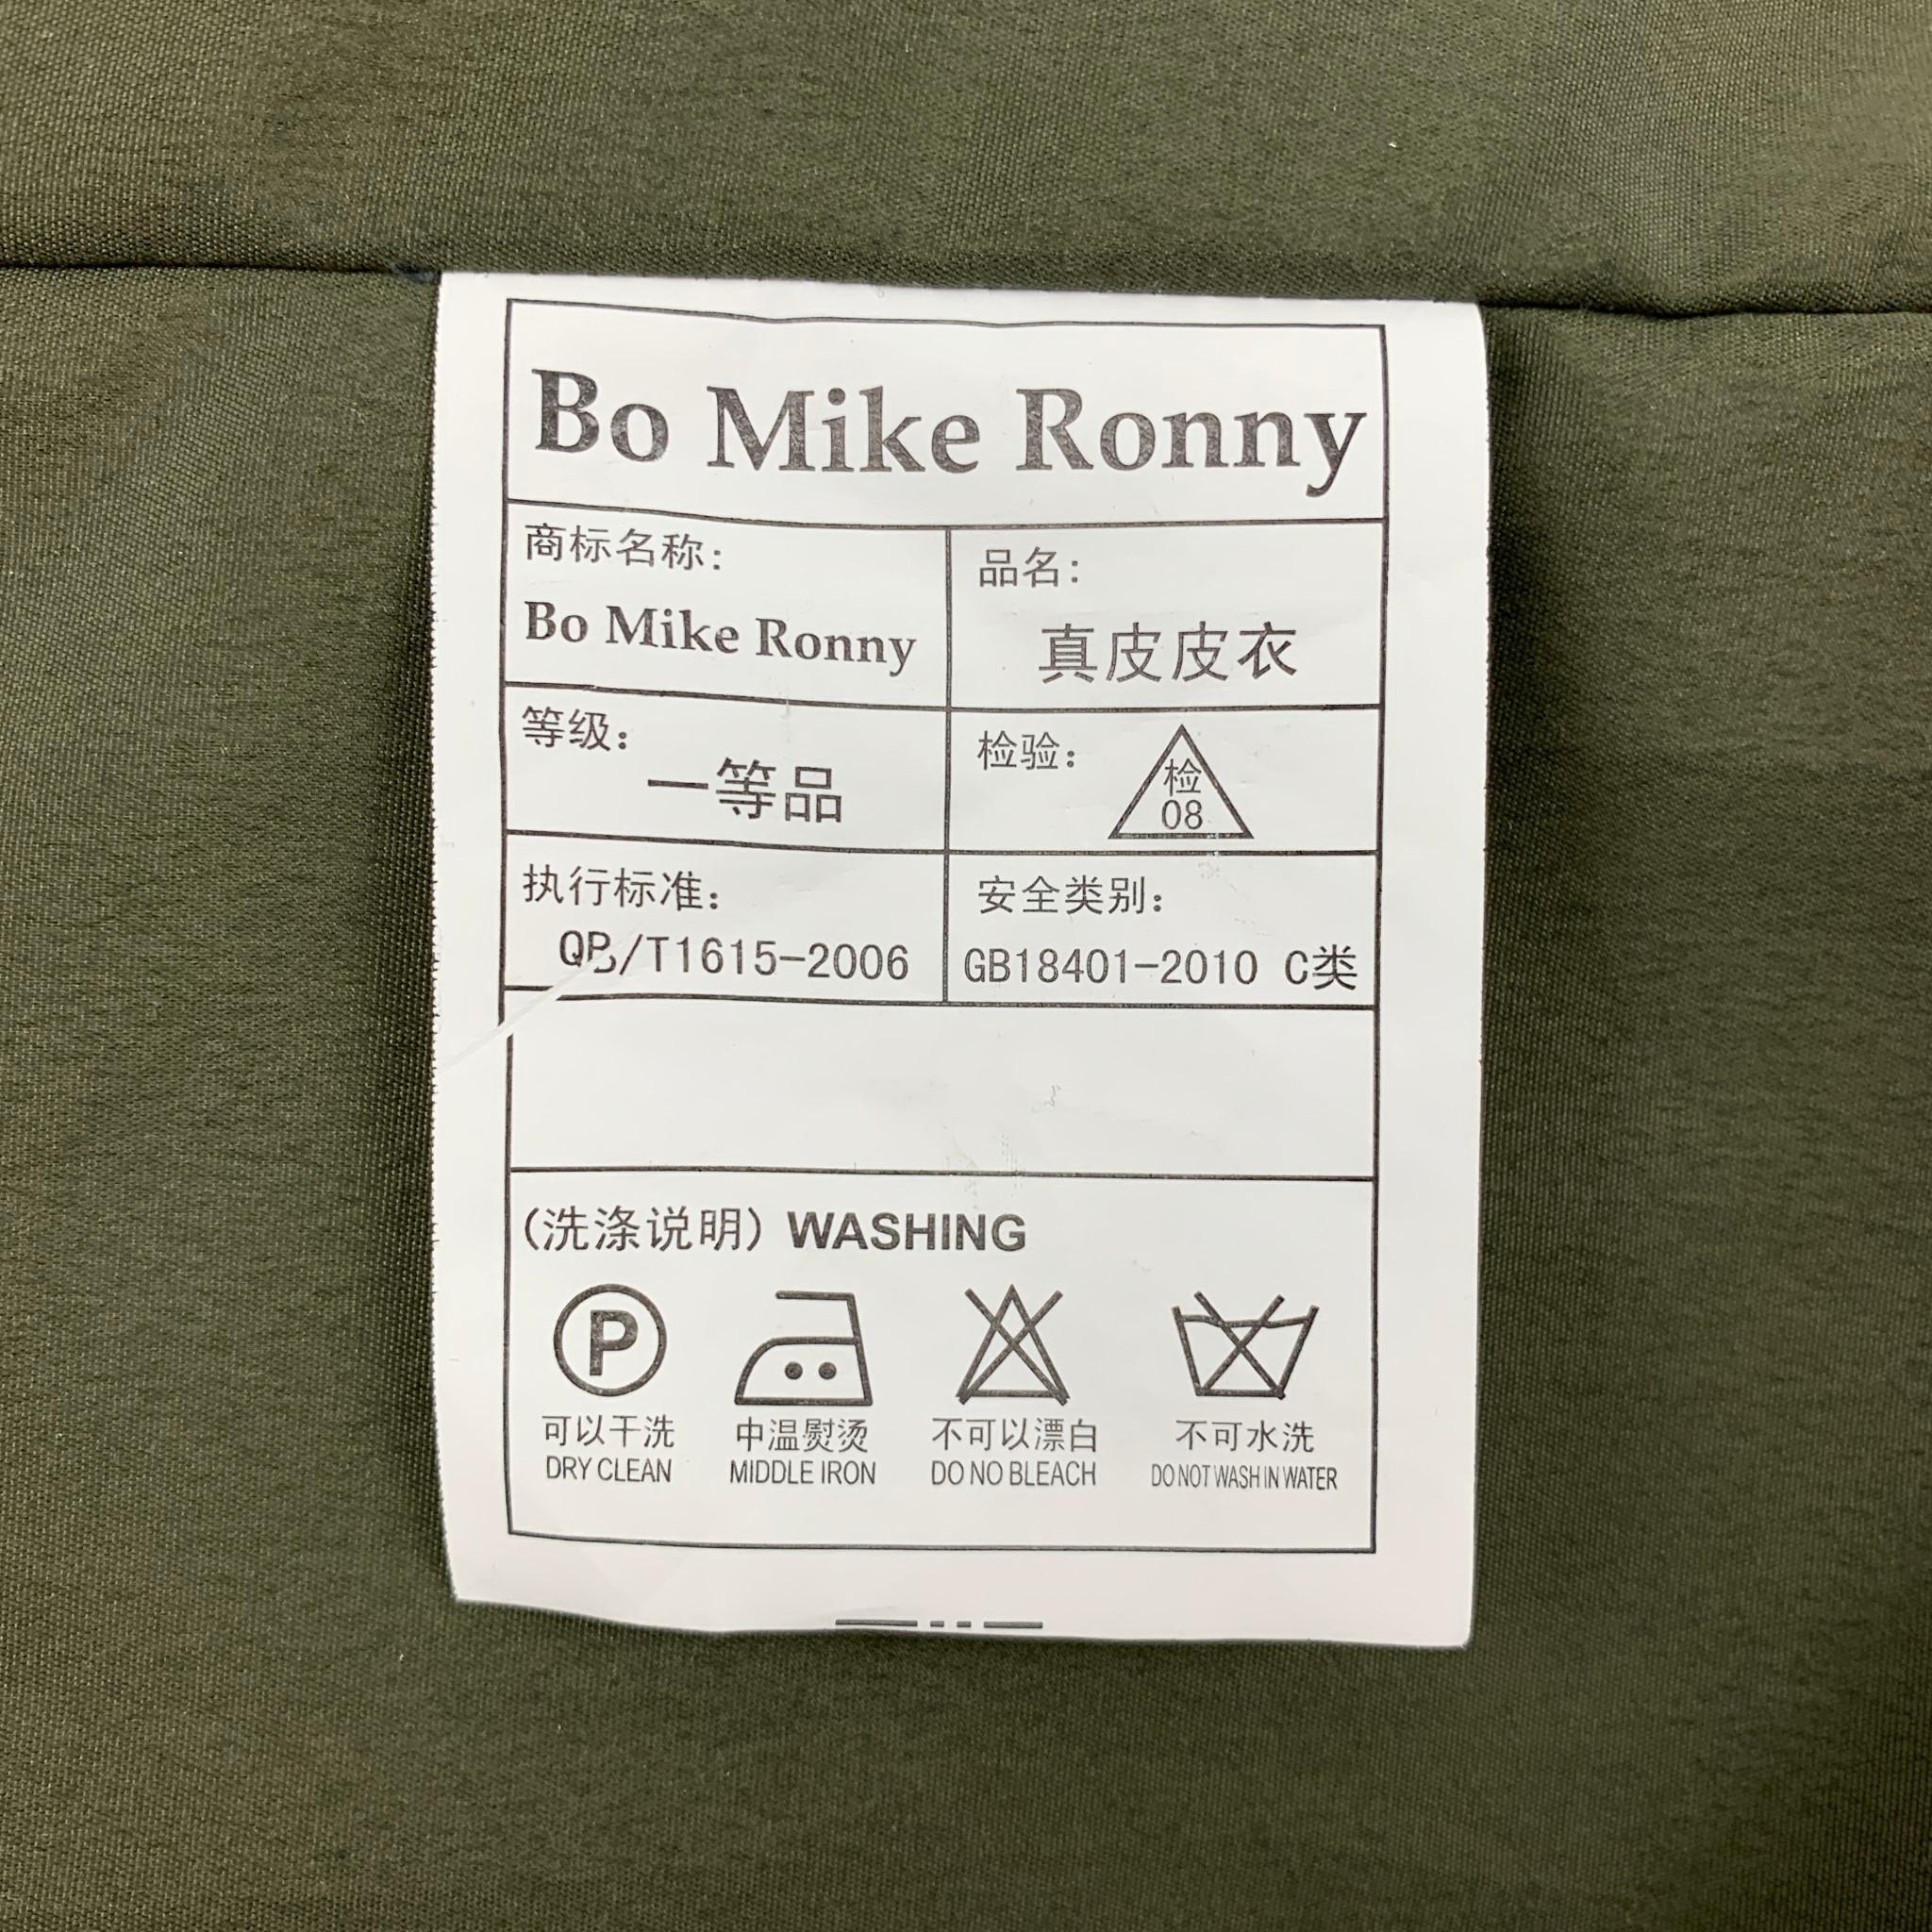 Bo Mike Ronny
商标名称:
Bo Mike Ronny
品名:
真皮皮衣
等级:
一等品
检验:
检
08
执行标准:
QB/T1615-2006
安全类别:
GB18401-2010 C类
(洗涤说明) WASHING
P
可以干洗
DRY CLEAN
中温熨烫
MIDDLE IRON
不可以漂白
DO NO BLEACH
不可水洗
DO NOT WASH IN WATER